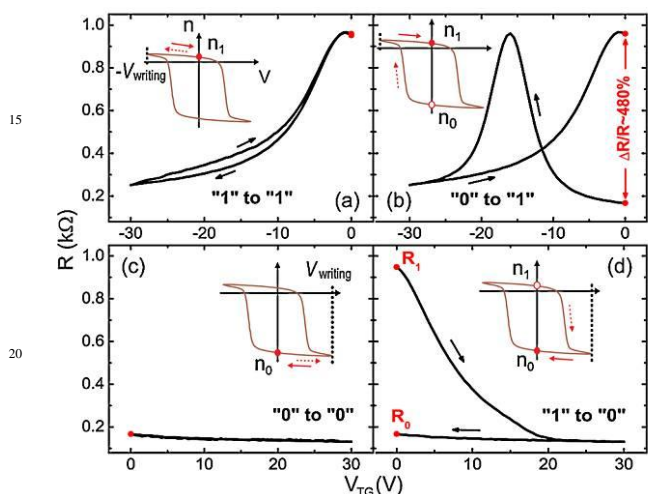 15
20
R (kΩ)
1.0
0.8
0.6
0.4
0.2
n
n1
-Vwriting
V
"1" to "1"
(a)
-30
-20
-10
0
n1
n0
"0" to "1"
(b)
ΔR/R~480%
-30
-20
-10
0
1.0
0.8
0.6
0.4
0.2
(c)
Vwriting
n0
"0" to "0"
0
10
20
30
R1
R0
n1
(d)
n0
"1" to "0"
0
10
20
30
VTG(V)